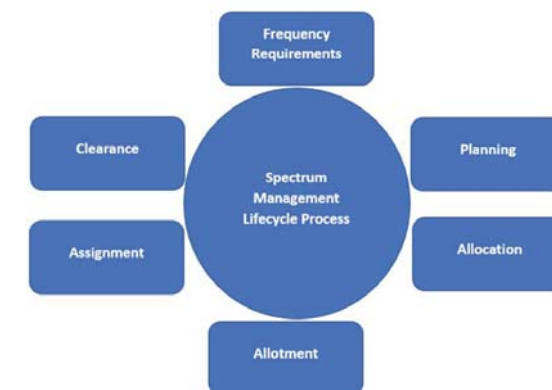 Frequency
Requirements
Clearance
Planning
Spectrum
Management
Lifecycle Process
Assignment
Allocation
Allotment